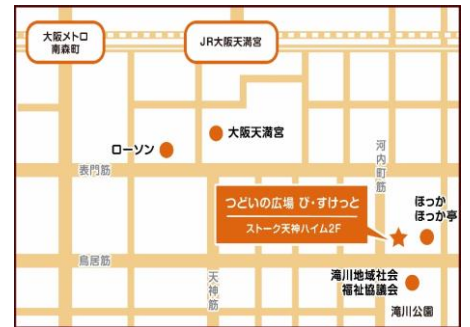 大阪メトロ
南森町
JR大阪天満宮
大阪天満宮
ローソン
表門筋
河内町筋
つどいの広場 び・すけっと
ストーク天神ハイム2F
ほっか
ほっか亭
鳥居筋
天神筋
滝川地域社会
福祉協議会
滝川公園